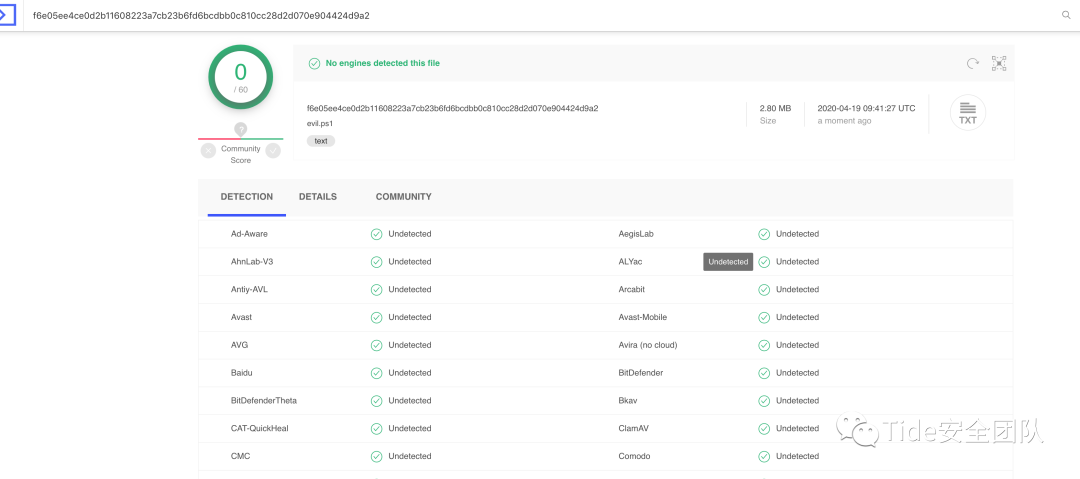 f6e05ee4ce0d2b11608223a7cb23b6fd6bcdbb0c810cc28d2d070e904424d9a2
0
/ 60
?
Community
Score
No engines detected this file
f6e05ee4ce0d2b11608223a7cb23b6fd6bcdbb0c810cc28d2d070e904424d9a2
evil.ps1
text
2.80 MB
Size
2020-04-19 09:41:27 UTC
a moment ago
TXT
DETECTION DETAILS COMMUNITY
Ad-Aware Undetected AegisLab Undetected
AhnLab-V3 Undetected ALYac Undetected Undetected
Antiy-AVL Undetected Arcabit Undetected
Avast Undetected Avast-Mobile Undetected
AVG Undetected Avira (no cloud) Undetected
Baidu Undetected BitDefender Undetected
BitDefenderTheta Undetected Bkav Undetected
CAT-QuickHeal Undetected ClamAV Undetected
CMC Undetected Comodo Undetected
Tide安全团队